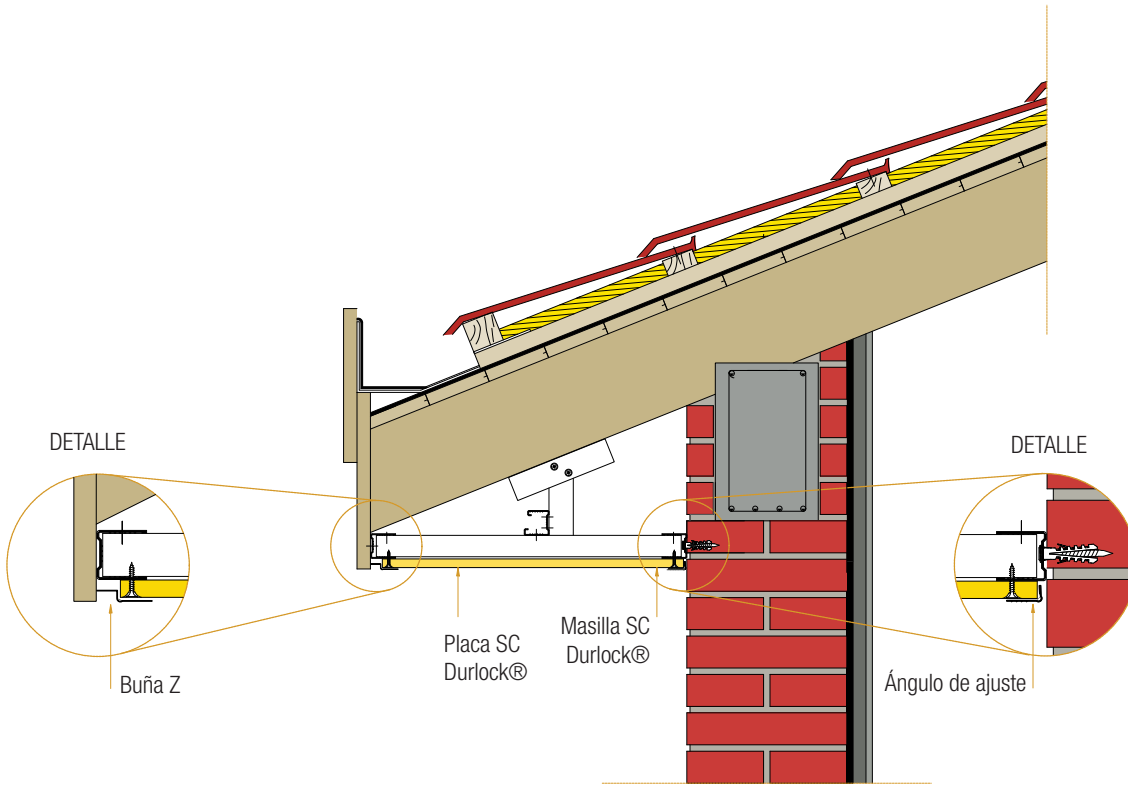 DETALLE
DETALLE
Placa SC
Durlock®
Masilla SC
Durlock®
Buña Z
Ángulo de ajuste